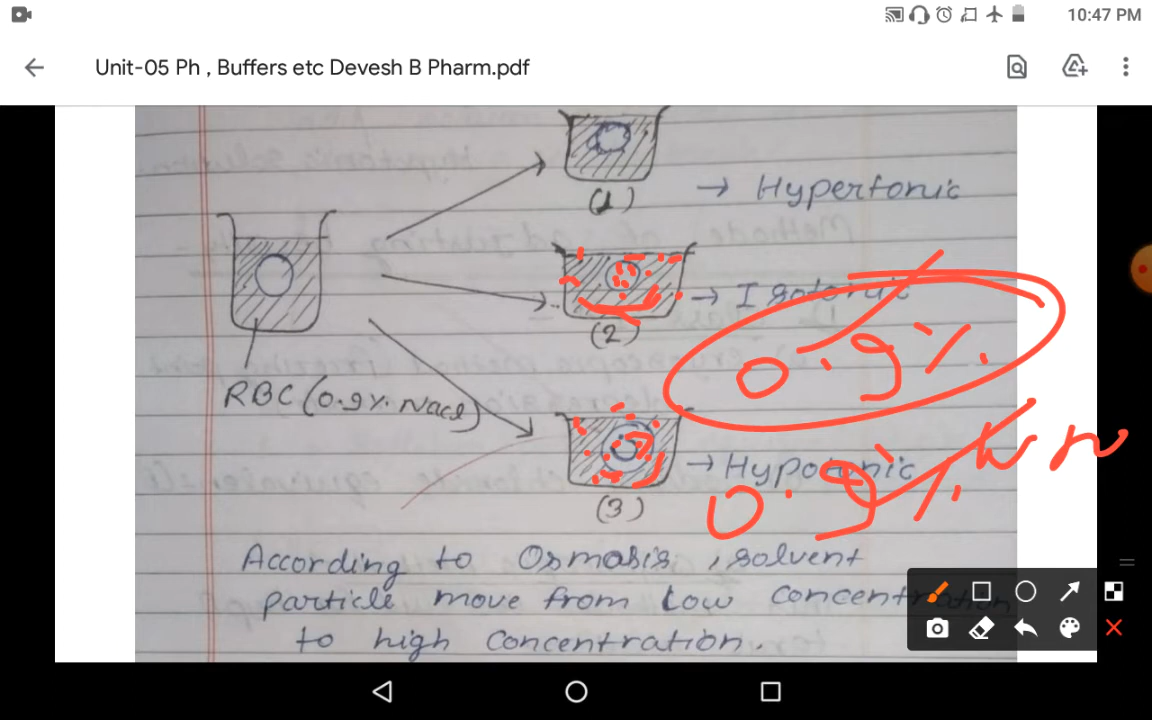 10:47 PM
Unit-05 Ph , Buffers etc Devesh B Pharm.pdf
(1)
→ Hypertonic
(2)
→ Isotonic
0.9%.
RBC (0.9%. Nacl)
(3)
→ Hypotonic
0.9%.
According to Osmosis, solvent
particle move from Low concentration
to high concentration.